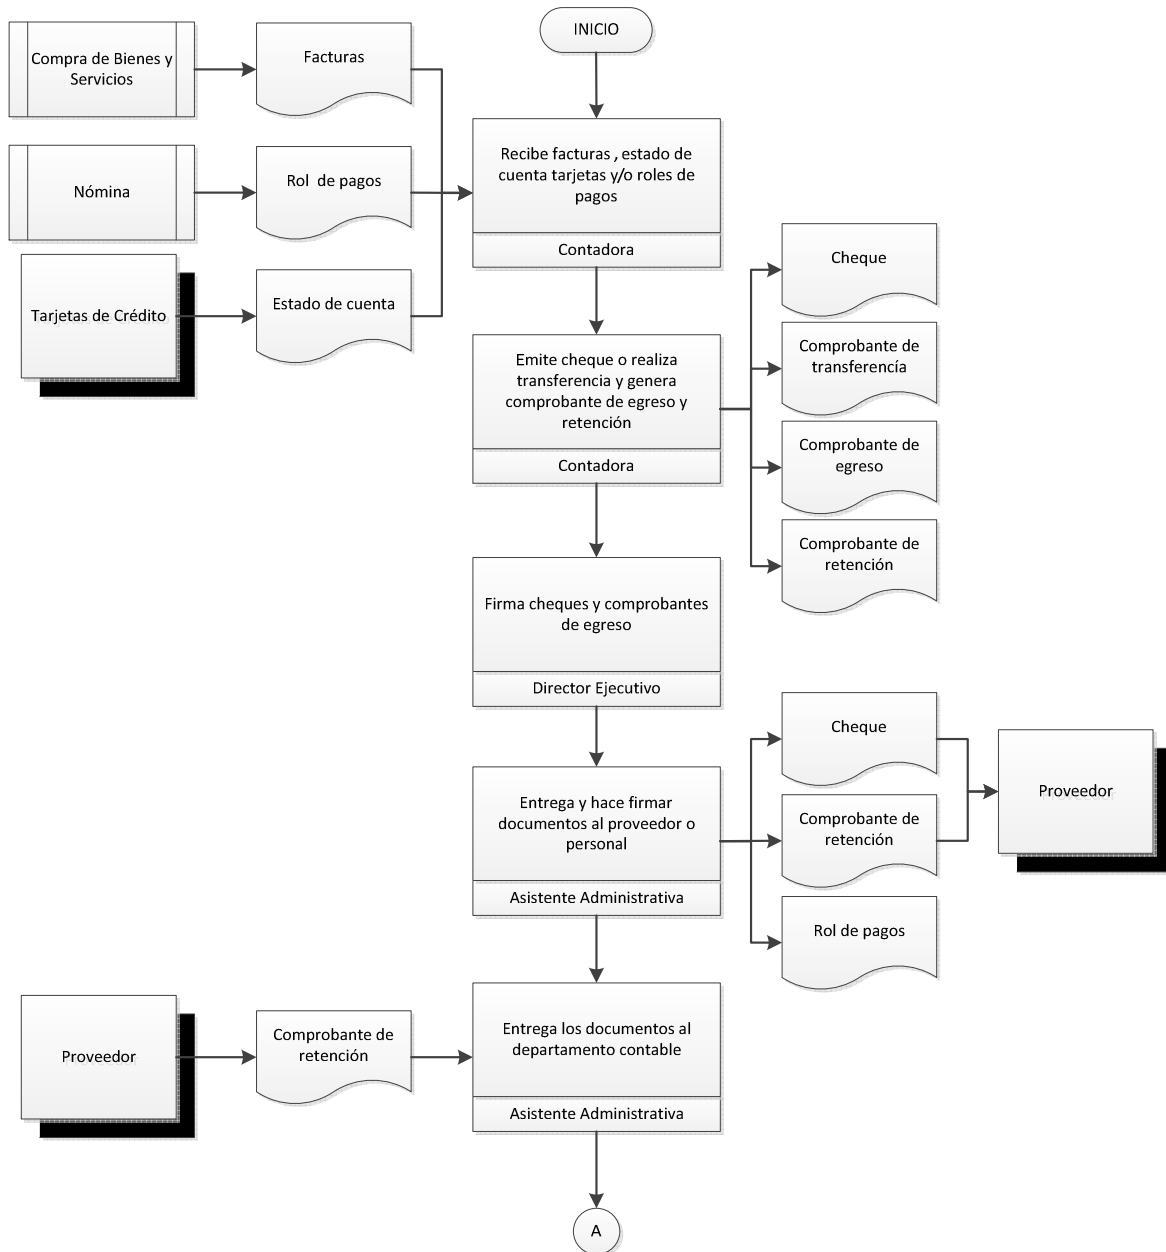 INICIO
Compra de Bienes y
Servicios
Facturas
Nómina
Rol de pagos
Recibe facturas , estado de
cuenta tarjetas y/o roles de
pagos
Contadora
Tarjetas de Crédito
Estado de cuenta
Cheque
Comprobante de
transferencía
Comprobante de
egreso
Comprobante de
retención
Emite cheque o realiza
transferencia y genera
comprobante de egreso y
retención
Contadora
Firma cheques y comprobantes
de egreso
Director Ejecutivo
Entrega y hace firmar
documentos al proveedor o
personal
Asistente Administrativa
Cheque
Comprobante de
retención
Rol de pagos
Proveedor
Proveedor
Comprobante de
retención
Entrega los documentos al
departamento contable
Asistente Administrativa
A